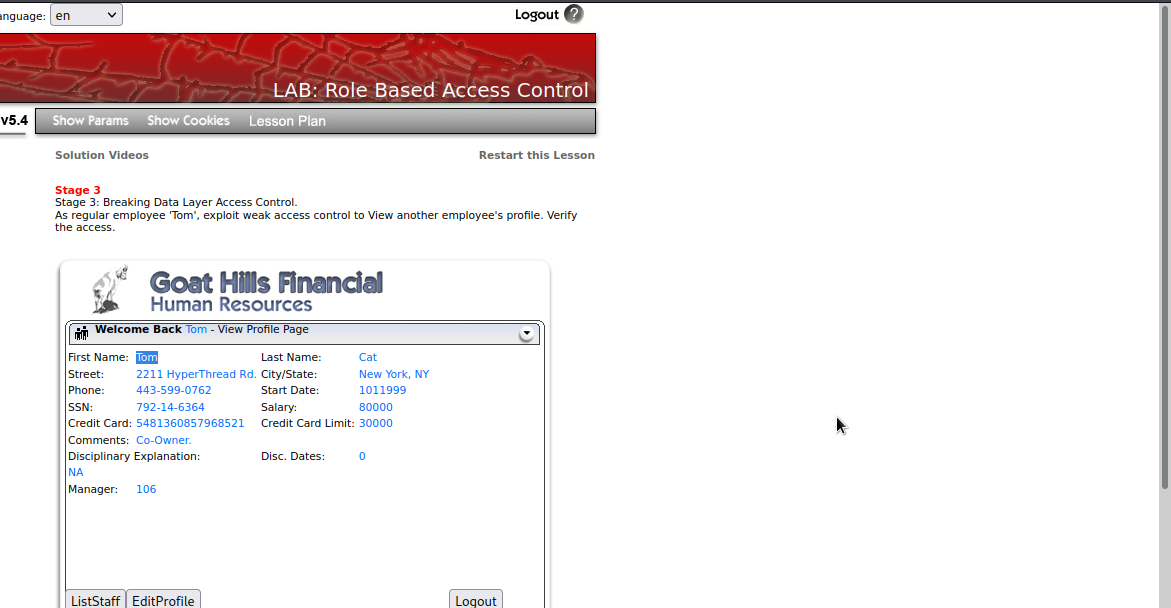 anguage: en Logout ?
LAB: Role Based Access Control
v5.4 Show Params Show Cookies Lesson Plan
Solution Videos Restart this Lesson
Stage 3
Stage 3: Breaking Data Layer Access Control.
As regular employee 'Tom', exploit weak access control to View another employee's profile. Verify
the access.
Goat Hills Financial
Human Resources
Welcome Back Tom - View Profile Page
First Name: Tom Last Name: Cat
Street: 2211 HyperThread Rd. City/State: New York, NY
Phone: 443-599-0762 Start Date: 1011999
SSN: 792-14-6364 Salary: 80000
Credit Card: 5481360857968521 Credit Card Limit: 30000
Comments: Co-Owner.
Disciplinary Explanation: Disc. Dates: 0
NA
Manager: 106
ListStaff EditProfile Logout